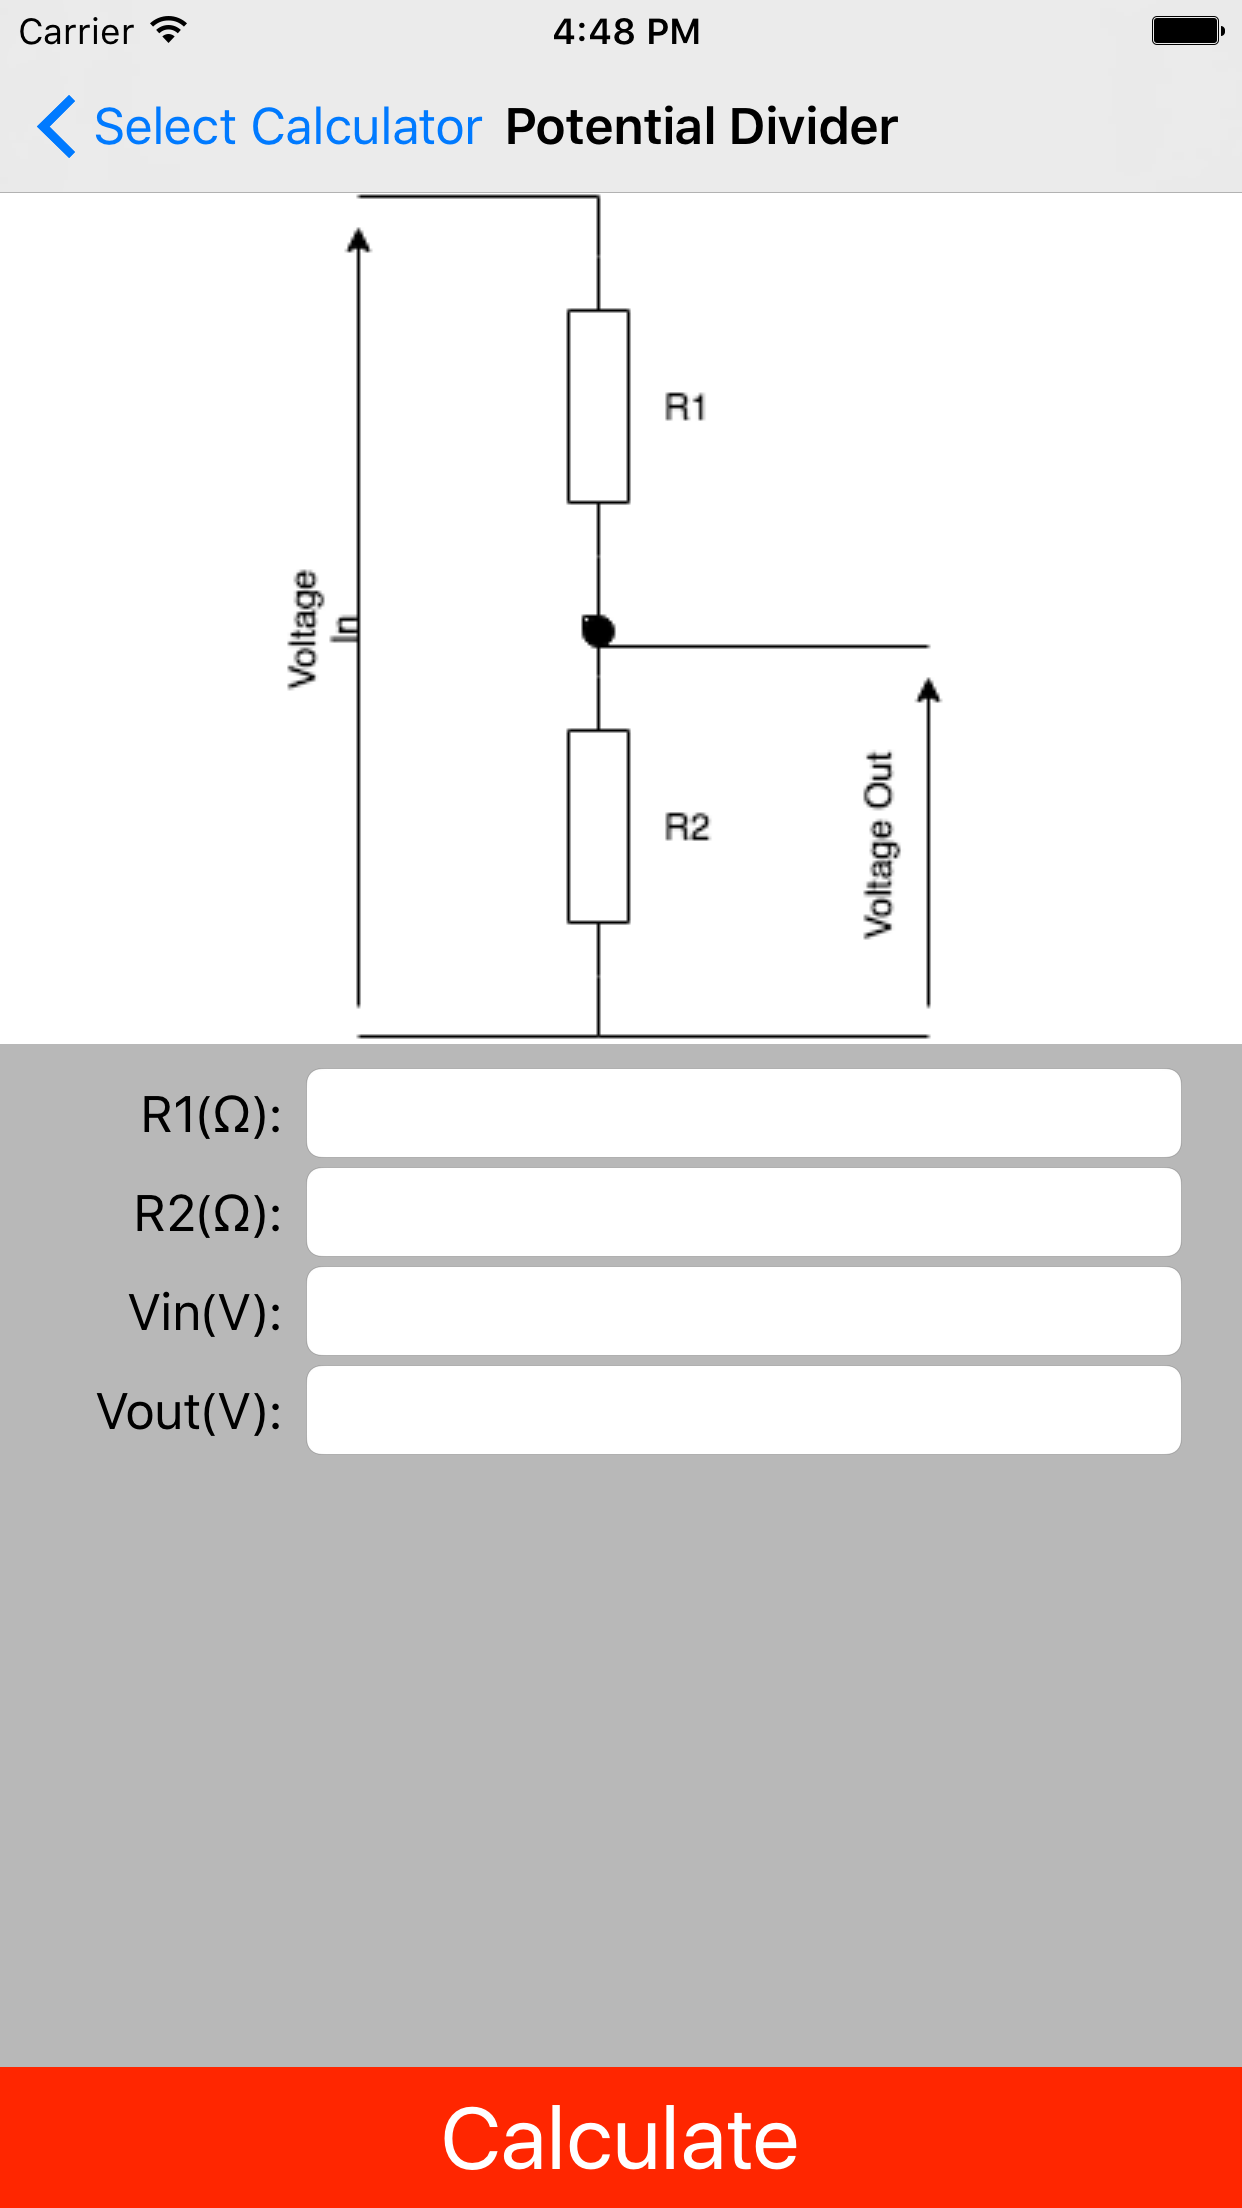 Carrier
4:48 PM
Select Calculator
Potential Divider
R1
Voltage
In
R2
Voltage Out
R1(Ω):
R2(Ω):
Vin(V):
Vout(V):
Calculate